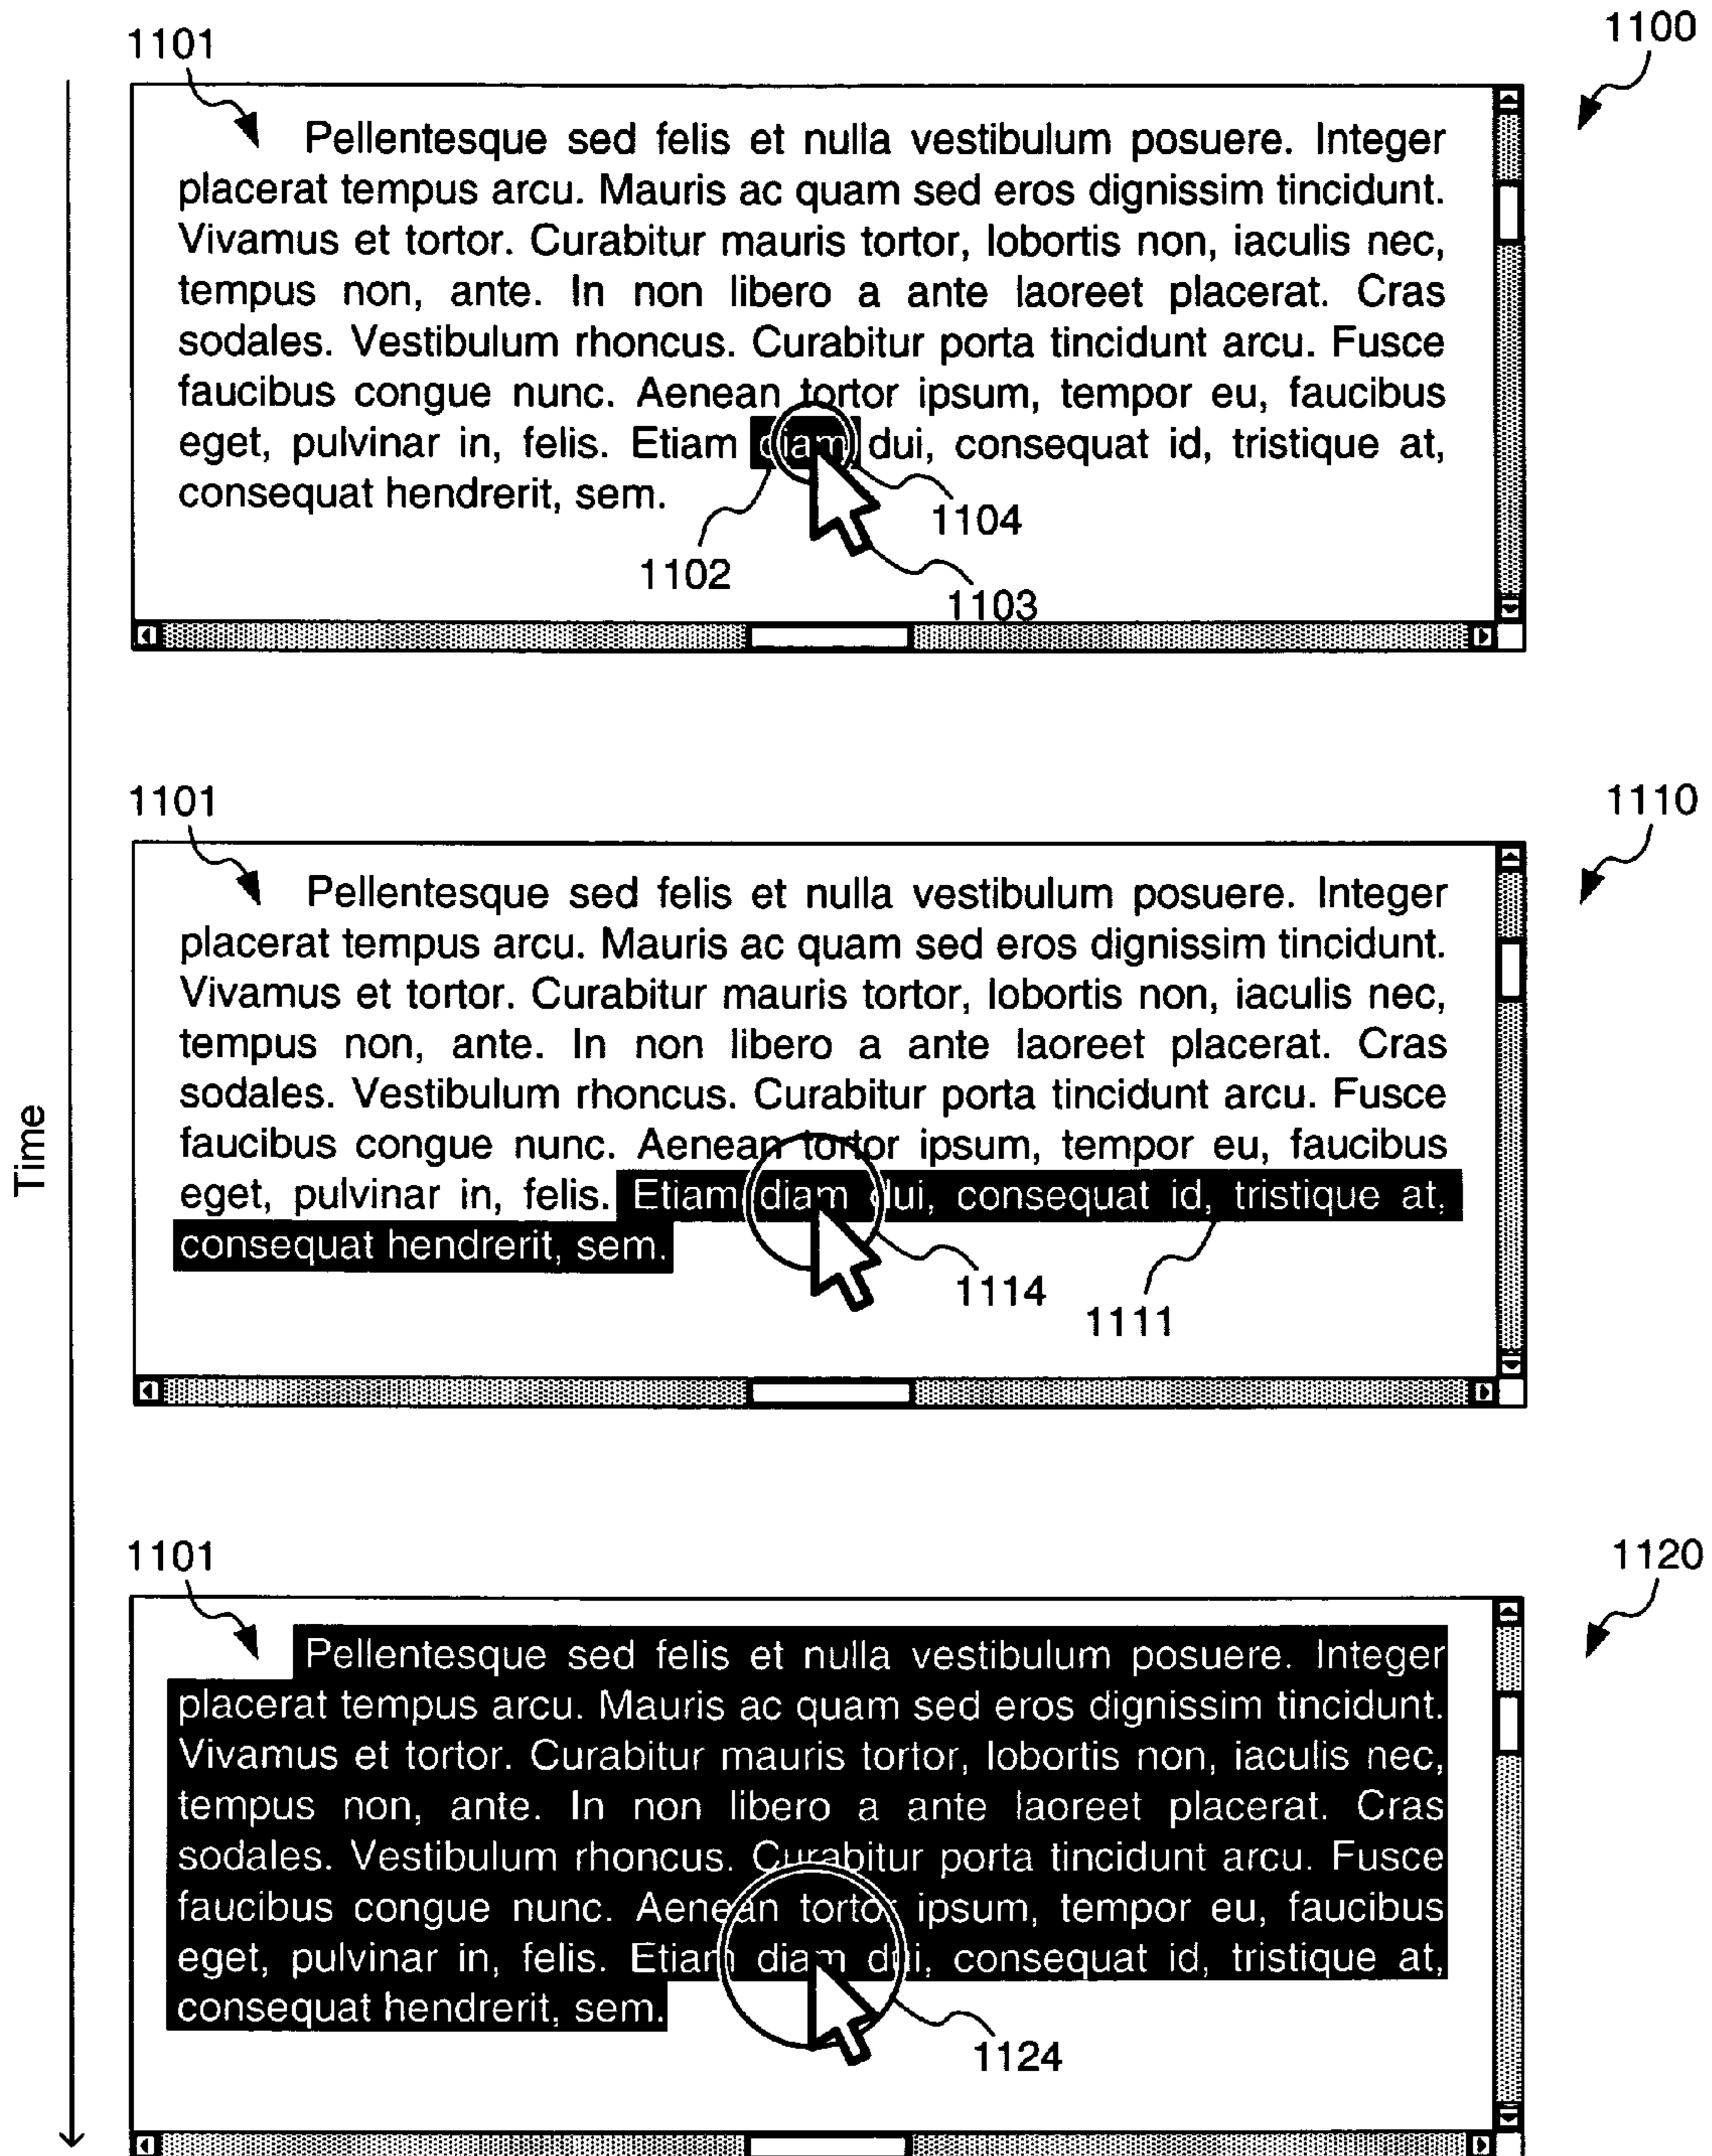 1101
1100
Pellentesque sed felis et nulla vestibulum posuere. Integer
placerat tempus arcu. Mauris ac quam sed eros dignissim tincidunt.
Vivamus et tortor. Curabitur mauris tortor, lobortis non, iaculis nec,
tempus non, ante. In non libero a ante laoreet placerat. Cras
sodales. Vestibulum rhoncus. Curabitur porta tincidunt arcu. Fusce
faucibus congue nunc. Aenean tortor ipsum, tempor eu, faucibus
eget, pulvinar in, felis. Etiam diam dui, consequat id, tristique at,
consequat hendrerit, sem.
1104
1102
1103
Time
1101
1110
Pellentesque sed felis et nulla vestibulum posuere. Integer
placerat tempus arcu. Mauris ac quam sed eros dignissim tincidunt.
Vivamus et tortor. Curabitur mauris tortor, lobortis non, iaculis nec,
tempus non, ante. In non libero a ante laoreet placerat. Cras
sodales. Vestibulum rhoncus. Curabitur porta tincidunt arcu. Fusce
faucibus congue nunc. Aenean tortor ipsum, tempor eu, faucibus
eget, pulvinar in, felis. Etiam diam dui, consequat id, tristique at,
consequat hendrerit, sem.
1114
1111
1101
1120
Pellentesque sed felis et nulla vestibulum posuere. Integer
placerat tempus arcu. Mauris ac quam sed eros dignissim tincidunt.
Vivamus et tortor. Curabitur mauris tortor, lobortis non, iaculis nec,
tempus non, ante. In non libero a ante laoreet placerat. Cras
sodales. Vestibulum rhoncus. Curabitur porta tincidunt arcu. Fusce
faucibus congue nunc. Aenean tortor ipsum, tempor eu, faucibus
eget, pulvinar in, felis. Etiam diam dui, consequat id, tristique at,
consequat hendrerit, sem.
1124